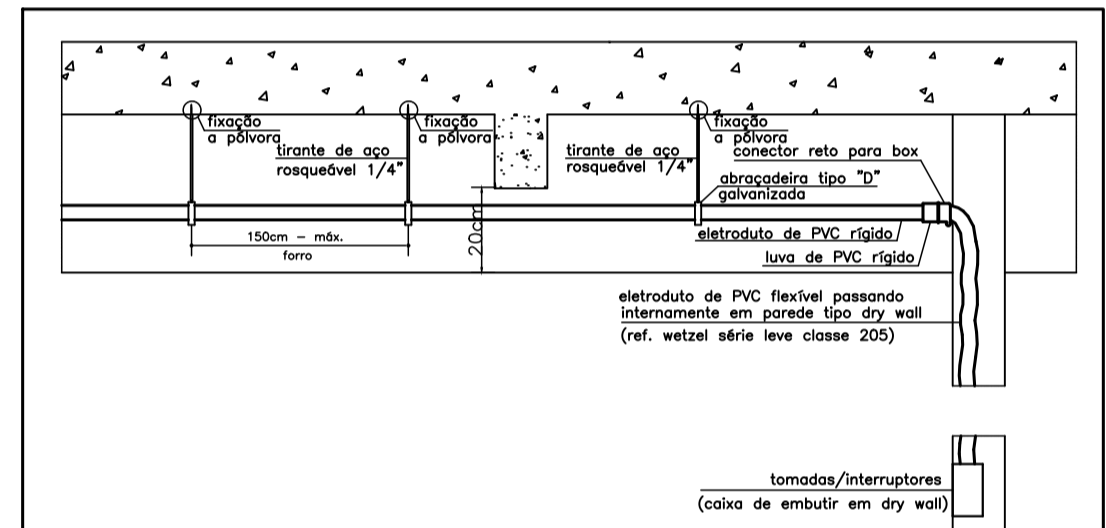 fixação
a pólvora
tirante de aço
rosqueável 1/4"
fixação
a pólvora
tirante de aço
rosqueável 1/4"
fixação
a pólvora
conector reto para box
abraçadeira tipo "D"
galvanizada
150cm – máx.
forro
20cm
eletroduto de PVC rígido
luva de PVC rígido
eletroduto de PVC flexível passando
internamente em parede tipo dry wall
(ref. wetzel série leve classe 205)
tomadas/interruptores
(caixa de embutir em dry wall)